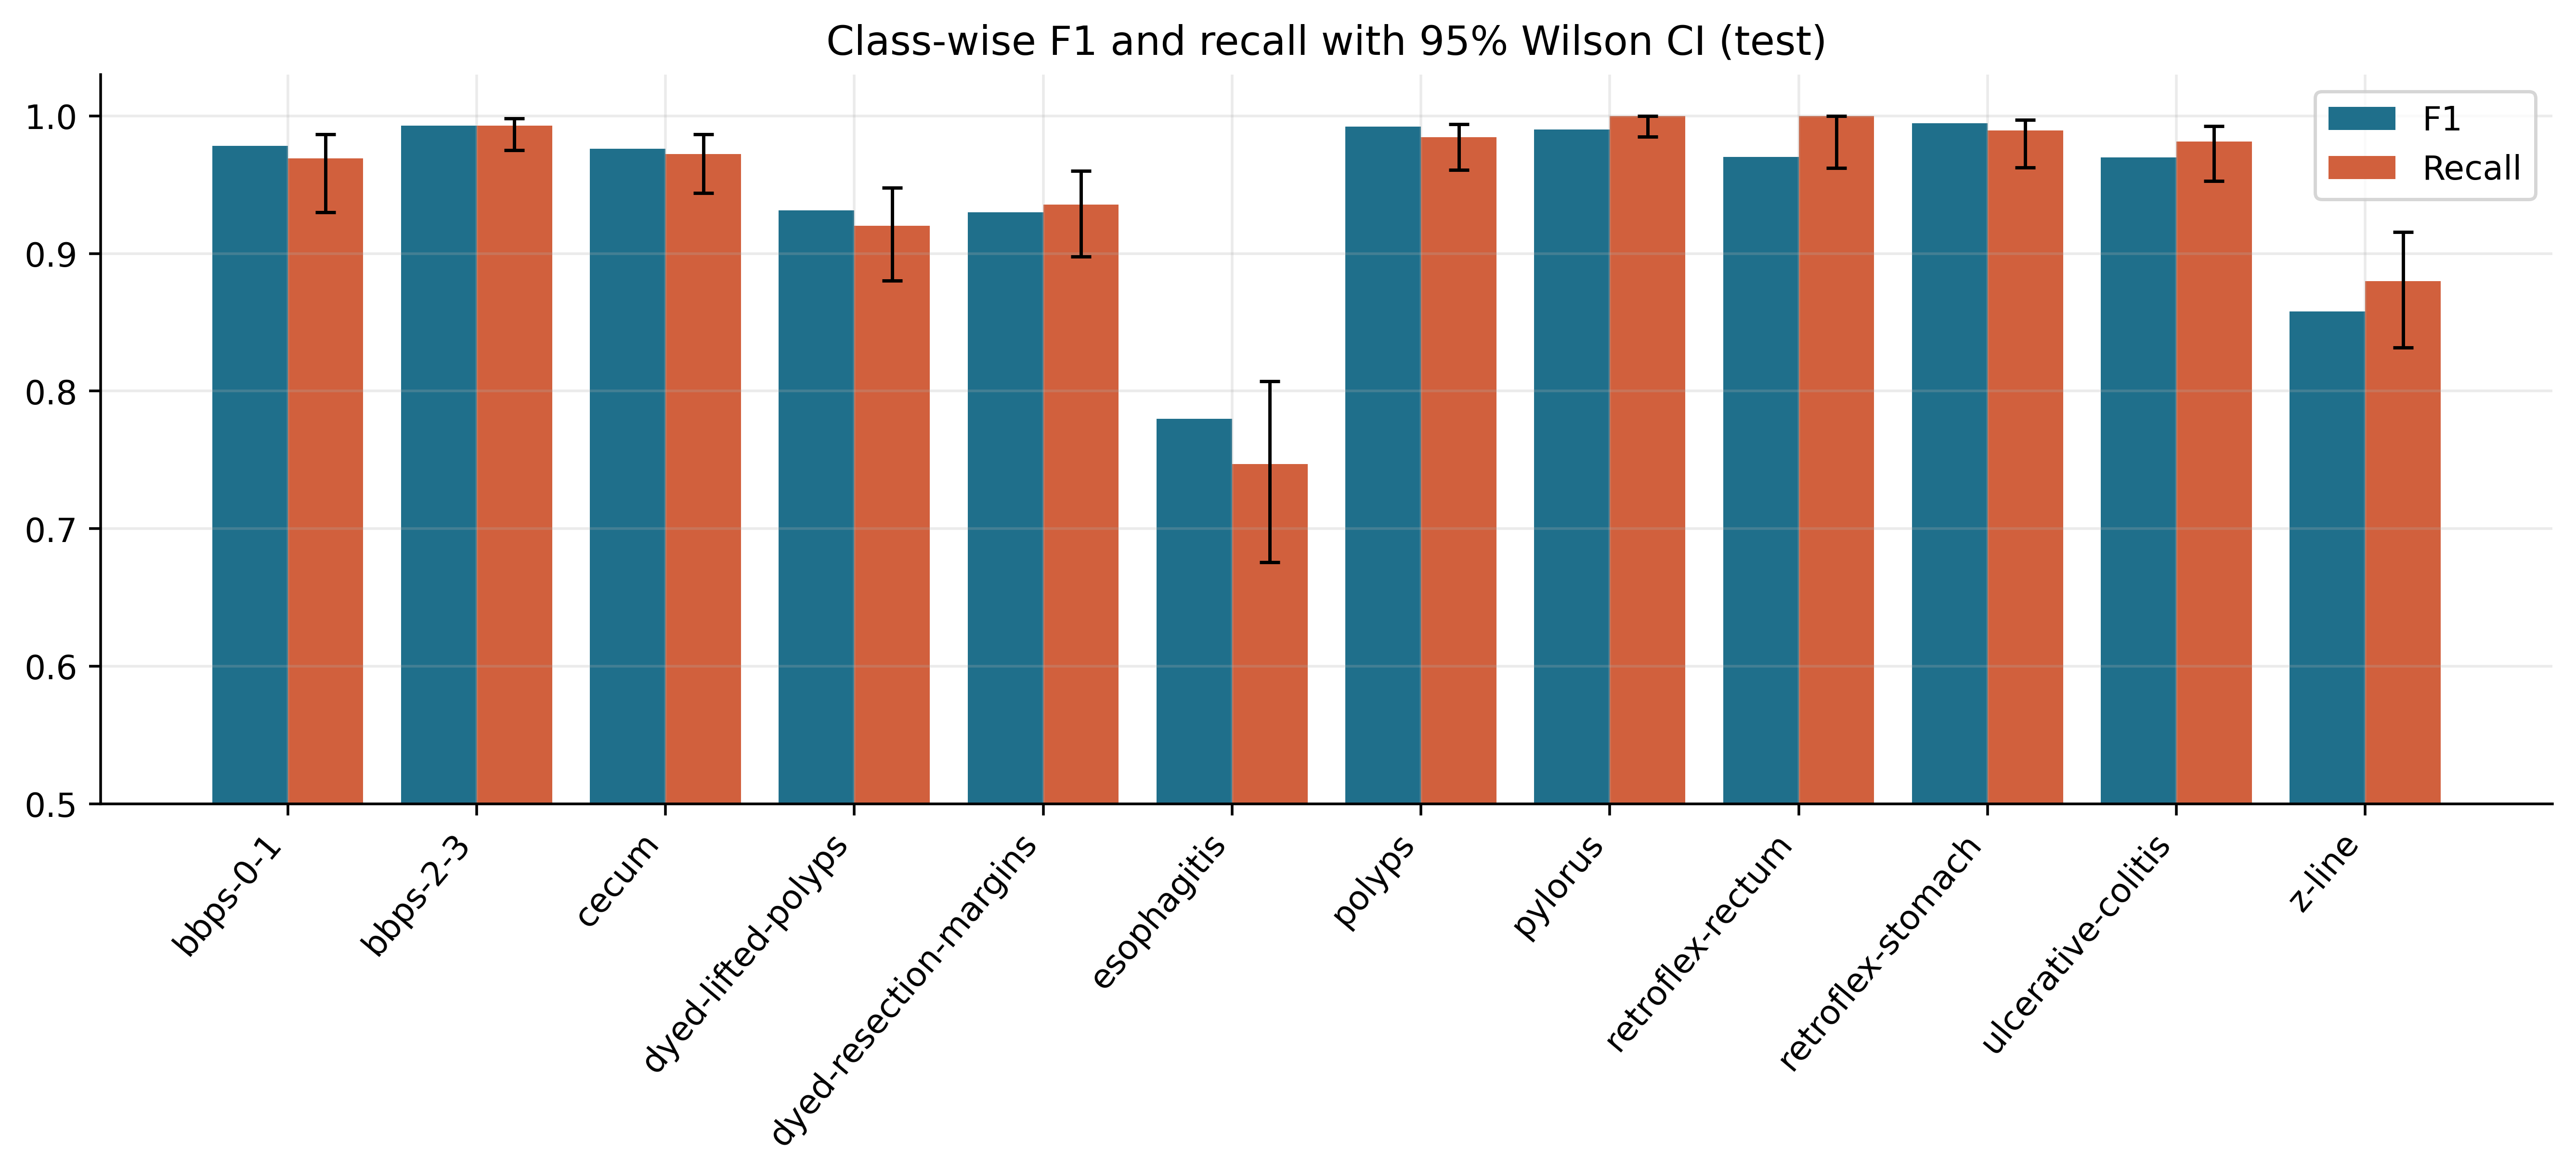 Class-wise F1 and recall with 95% Wilson CI (test)
F1
Recall
1.0
0.9
0.8
0.7
0.6
0.5
bbps-0-1
bbps-2-3
cecum
dyed-lifted-polyps
dyed-resection-margins
esophagitis
polyps
pylorus
retroflex-rectum
retroflex-stomach
ulcerative-colitis
z-line